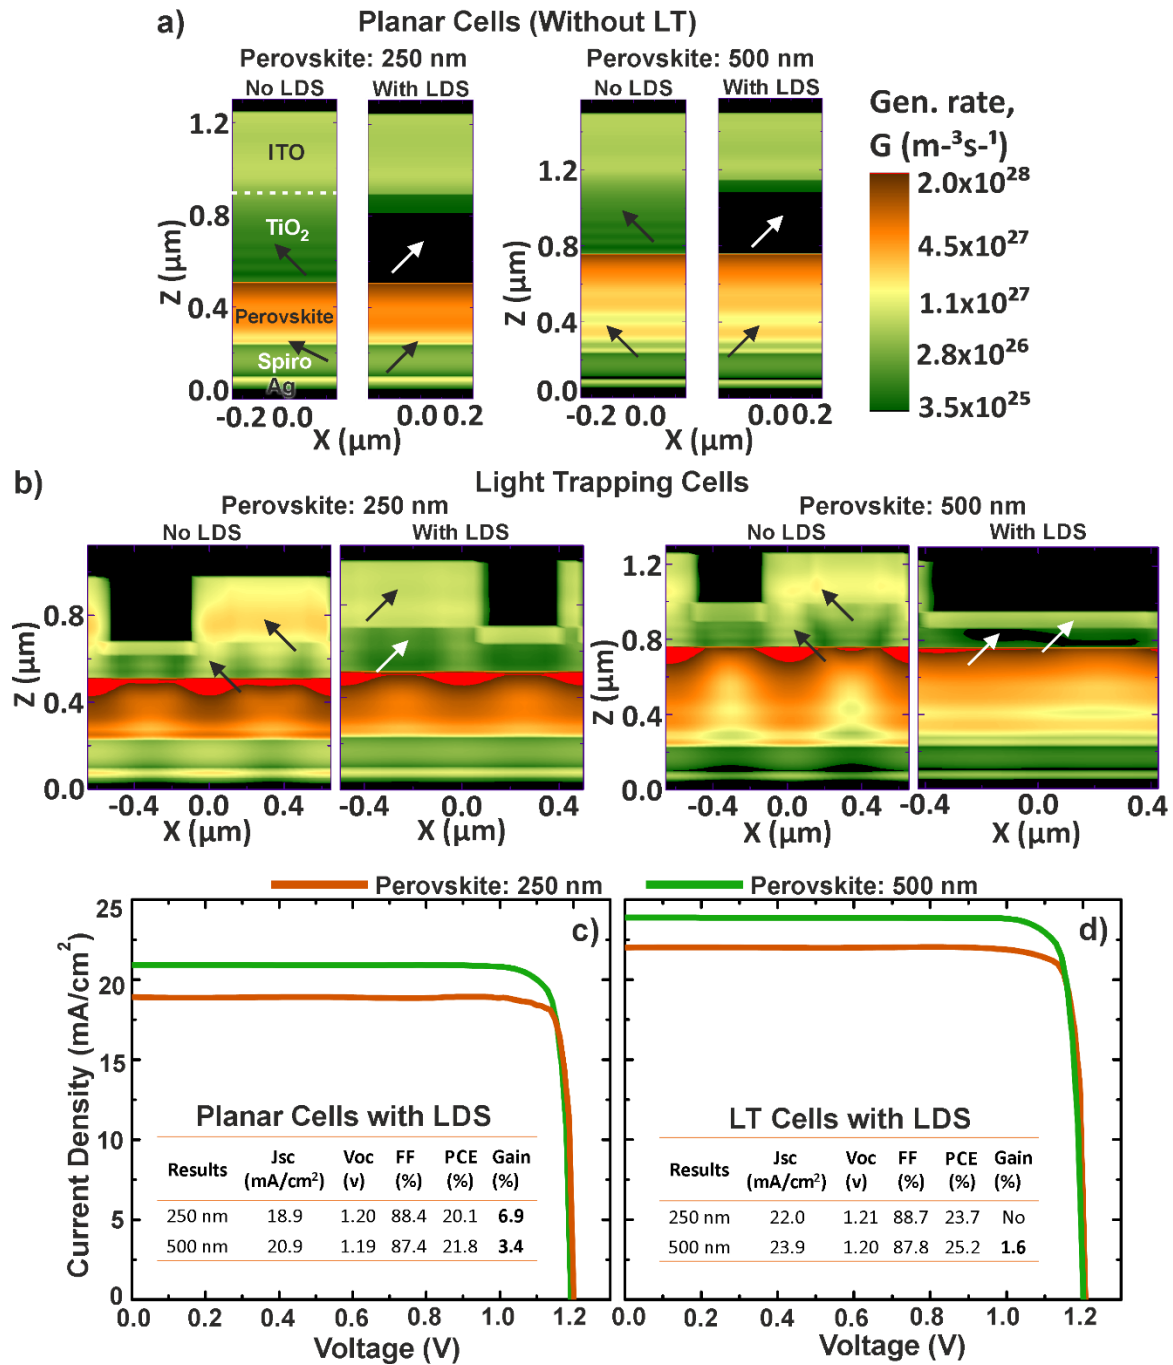 a) Planar Cells (Without LT)
Perovskite: 250 nm
No LDS With LDS
Perovskite: 500 nm
No LDS With LDS
Gen. rate,
G (m-³s-¹)
2.0x10²⁸
4.5x10²⁷
1.1x10²⁷
2.8x10²⁶
3.5x10²⁵
Z (µm)
1.2
0.8
0.4
0.0
ITO
TiO₂
Perovskite
Spiro
Ag
-0.2 0.0 0.0 0.2
X (µm)
Z (µm)
1.2
0.8
0.4
0.0
-0.2 0.0 0.0 0.2
X (µm)
b) Light Trapping Cells
Perovskite: 250 nm
No LDS With LDS
Perovskite: 500 nm
No LDS With LDS
Z (µm)
0.8
0.4
0.0
-0.4 0.0 0.4 -0.4 0.0 0.4
X (µm) X (µm)
Z (µm)
1.2
0.8
0.4
0.0
-0.4 0.0 0.4 -0.4 0.0 0.4
X (µm) X (µm)
Perovskite: 250 nm Perovskite: 500 nm
Current Density (mA/cm²)
25
20
15
10
5
0
c)
Planar Cells with LDS
Results Jsc (mA/cm²) Voc (v) FF (%) PCE (%) Gain (%)
250 nm 18.9 1.20 88.4 20.1 6.9
500 nm 20.9 1.19 87.4 21.8 3.4
0.0 0.2 0.4 0.6 0.8 1.0 1.2
Voltage (V)
d)
LT Cells with LDS
Results Jsc (mA/cm²) Voc (v) FF (%) PCE (%) Gain (%)
250 nm 22.0 1.21 88.7 23.7 No
500 nm 23.9 1.20 87.8 25.2 1.6
0.0 0.2 0.4 0.6 0.8 1.0 1.2
Voltage (V)